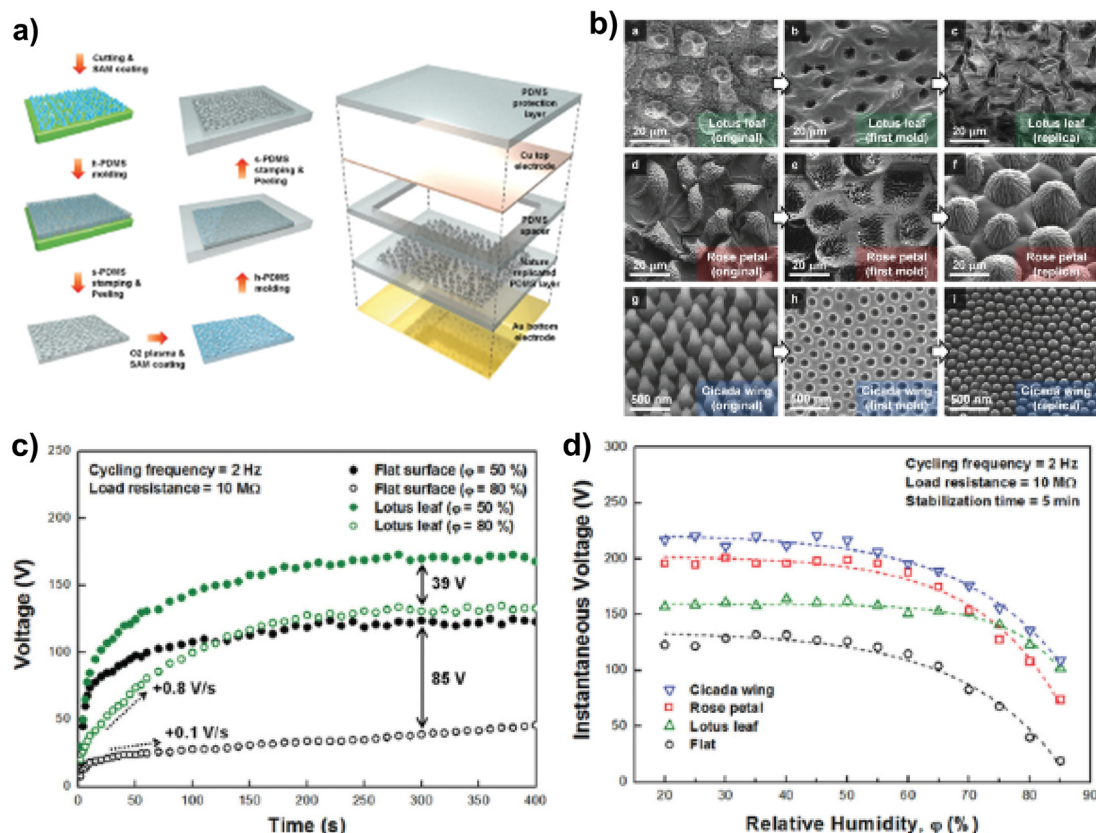 a)
Cutting &
SAM coating
h-PDMS
molding
s-PDMS
stamping &
Peeling
O2 plasma &
SAM coating
h-PDMS
molding
s-PDMS
stamping &
Peeling
PDMS
protection
layer
Cu top
electrode
PDMS
spacer
Nature
replicated
PDMS layer
Au bottom
electrode
b)
a
20 μm
Lotus leaf
(original)
b
20 μm
Lotus leaf
(first mold)
c
20 μm
Lotus leaf
(replica)
d
20 μm
Rose petal
(original)
e
20 μm
Rose petal
(first mold)
f
20 μm
Rose petal
(replica)
g
500 nm
Cicada wing
(original)
h
500 nm
Cicada wing
(first mold)
i
500 nm
Cicada wing
(replica)
c)
Cycling frequency = 2 Hz
Load resistance = 10 MΩ
Flat surface (φ = 50 %)
Flat surface (φ = 80 %)
Lotus leaf (φ = 50 %)
Lotus leaf (φ = 80 %)
39 V
85 V
+0.8 V/s
+0.1 V/s
Voltage (V)
250
200
150
100
50
0
0 50 100 150 200 250 300 350 400
Time (s)
d)
Cycling frequency = 2 Hz
Load resistance = 10 MΩ
Stabilization time = 5 min
Cicada wing
Rose petal
Lotus leaf
Flat
Instantaneous Voltage (V)
300
250
200
150
100
50
0
20 30 40 50 60 70 80 90
Relative Humidity, φ (%)